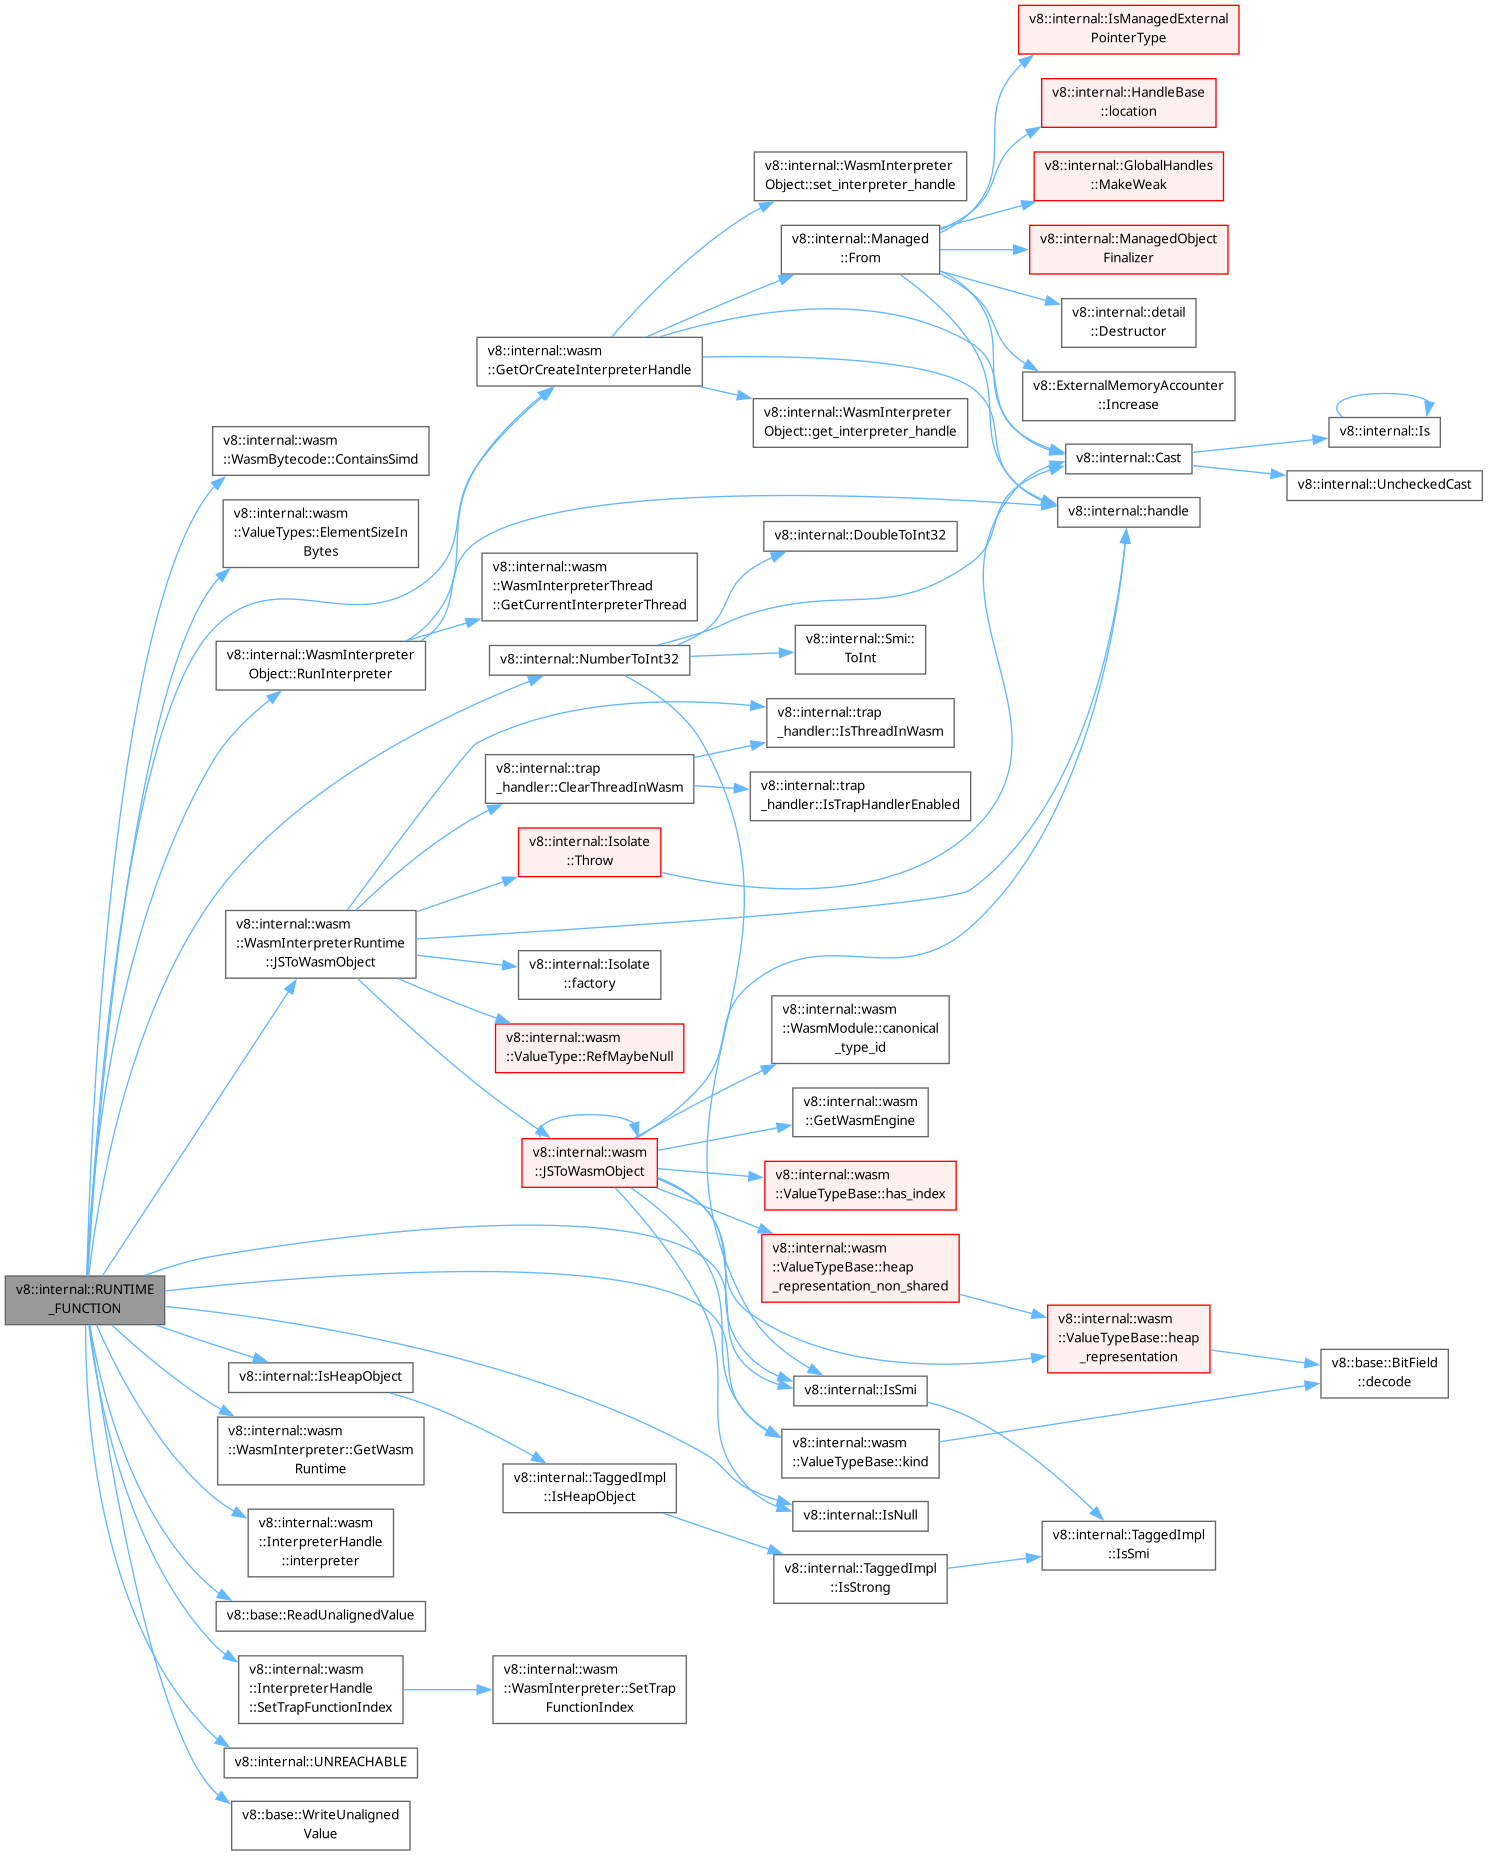 v8::internal::IsManagedExternal
PointerType
v8::internal::HandleBase
::location
v8::internal::WasmInterpreter
Object::set_interpreter_handle
v8::internal::GlobalHandles
::MakeWeak
v8::internal::Managed
::From
v8::internal::ManagedObject
Finalizer
v8::internal::detail
::Destructor
v8::internal::wasm
::GetOrCreateInterpreterHandle
v8::ExternalMemoryAccounter
::Increase
v8::internal::WasmInterpreter
Object::get_interpreter_handle
v8::internal::Is
v8::internal::wasm
::WasmBytecode::ContainsSimd
v8::internal::Cast
v8::internal::UncheckedCast
v8::internal::wasm
::ValueTypes::ElementSizeIn
Bytes
v8::internal::handle
v8::internal::DoubleToInt32
v8::internal::wasm
::WasmInterpreterThread
::GetCurrentInterpreterThread
v8::internal::WasmInterpreter
Object::RunInterpreter
v8::internal::NumberToInt32
v8::internal::Smi::
ToInt
v8::internal::trap
_handler::IsThreadInWasm
v8::internal::trap
_handler::ClearThreadInWasm
v8::internal::trap
_handler::IsTrapHandlerEnabled
v8::internal::Isolate
::Throw
v8::internal::wasm
::WasmInterpreterRuntime
::JSToWasmObject
v8::internal::Isolate
::factory
v8::internal::wasm
::ValueType::RefMaybeNull
v8::internal::wasm
::WasmModule::canonical
_type_id
v8::internal::wasm
::GetWasmEngine
v8::internal::wasm
::JSToWasmObject
v8::internal::wasm
::ValueTypeBase::has_index
v8::internal::wasm
::ValueTypeBase::heap
_representation_non_shared
v8::internal::RUNTIME
_FUNCTION
v8::internal::wasm
::ValueTypeBase::heap
_representation
v8::base::BitField
::decode
v8::internal::IsHeapObject
v8::internal::IsSmi
v8::internal::wasm
::WasmInterpreter::GetWasm
Runtime
v8::internal::wasm
::ValueTypeBase::kind
v8::internal::TaggedImpl
::IsHeapObject
v8::internal::IsNull
v8::internal::wasm
::InterpreterHandle
::interpreter
v8::internal::TaggedImpl
::IsSmi
v8::internal::TaggedImpl
::IsStrong
v8::base::ReadUnalignedValue
v8::internal::wasm
::InterpreterHandle
::SetTrapFunctionIndex
v8::internal::wasm
::WasmInterpreter::SetTrap
FunctionIndex
v8::internal::UNREACHABLE
v8::base::WriteUnaligned
Value